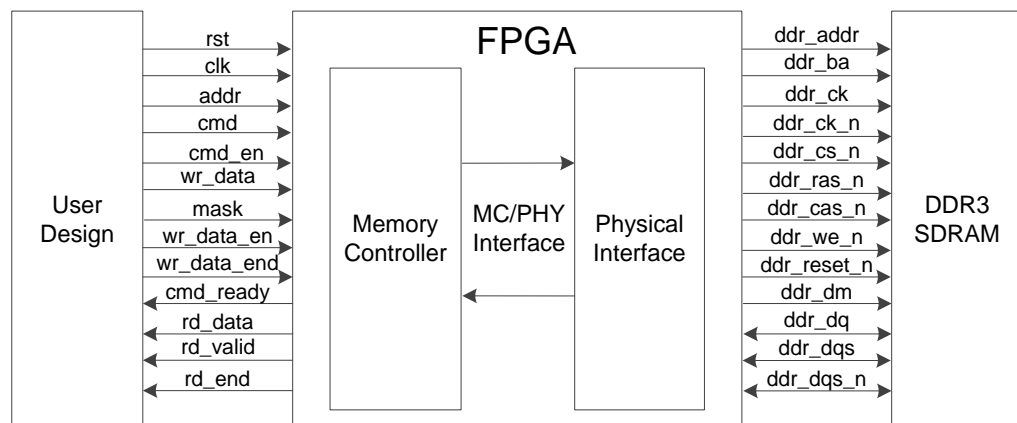 FPGA
User
Design
rst
clk
addr
cmd
cmd_en
wr_data
mask
wr_data_en
wr_data_end
cmd_ready
rd_data
rd_valid
rd_end
Memory
Controller
MC/PHY
Interface
Physical
Interface
ddr_addr
ddr_ba
ddr_ck
ddr_ck_n
ddr_cs_n
ddr_ras_n
ddr_cas_n
ddr_we_n
ddr_reset_n
ddr_dm
ddr_dq
ddr_dqs
ddr_dqs_n
DDR3
SDRAM